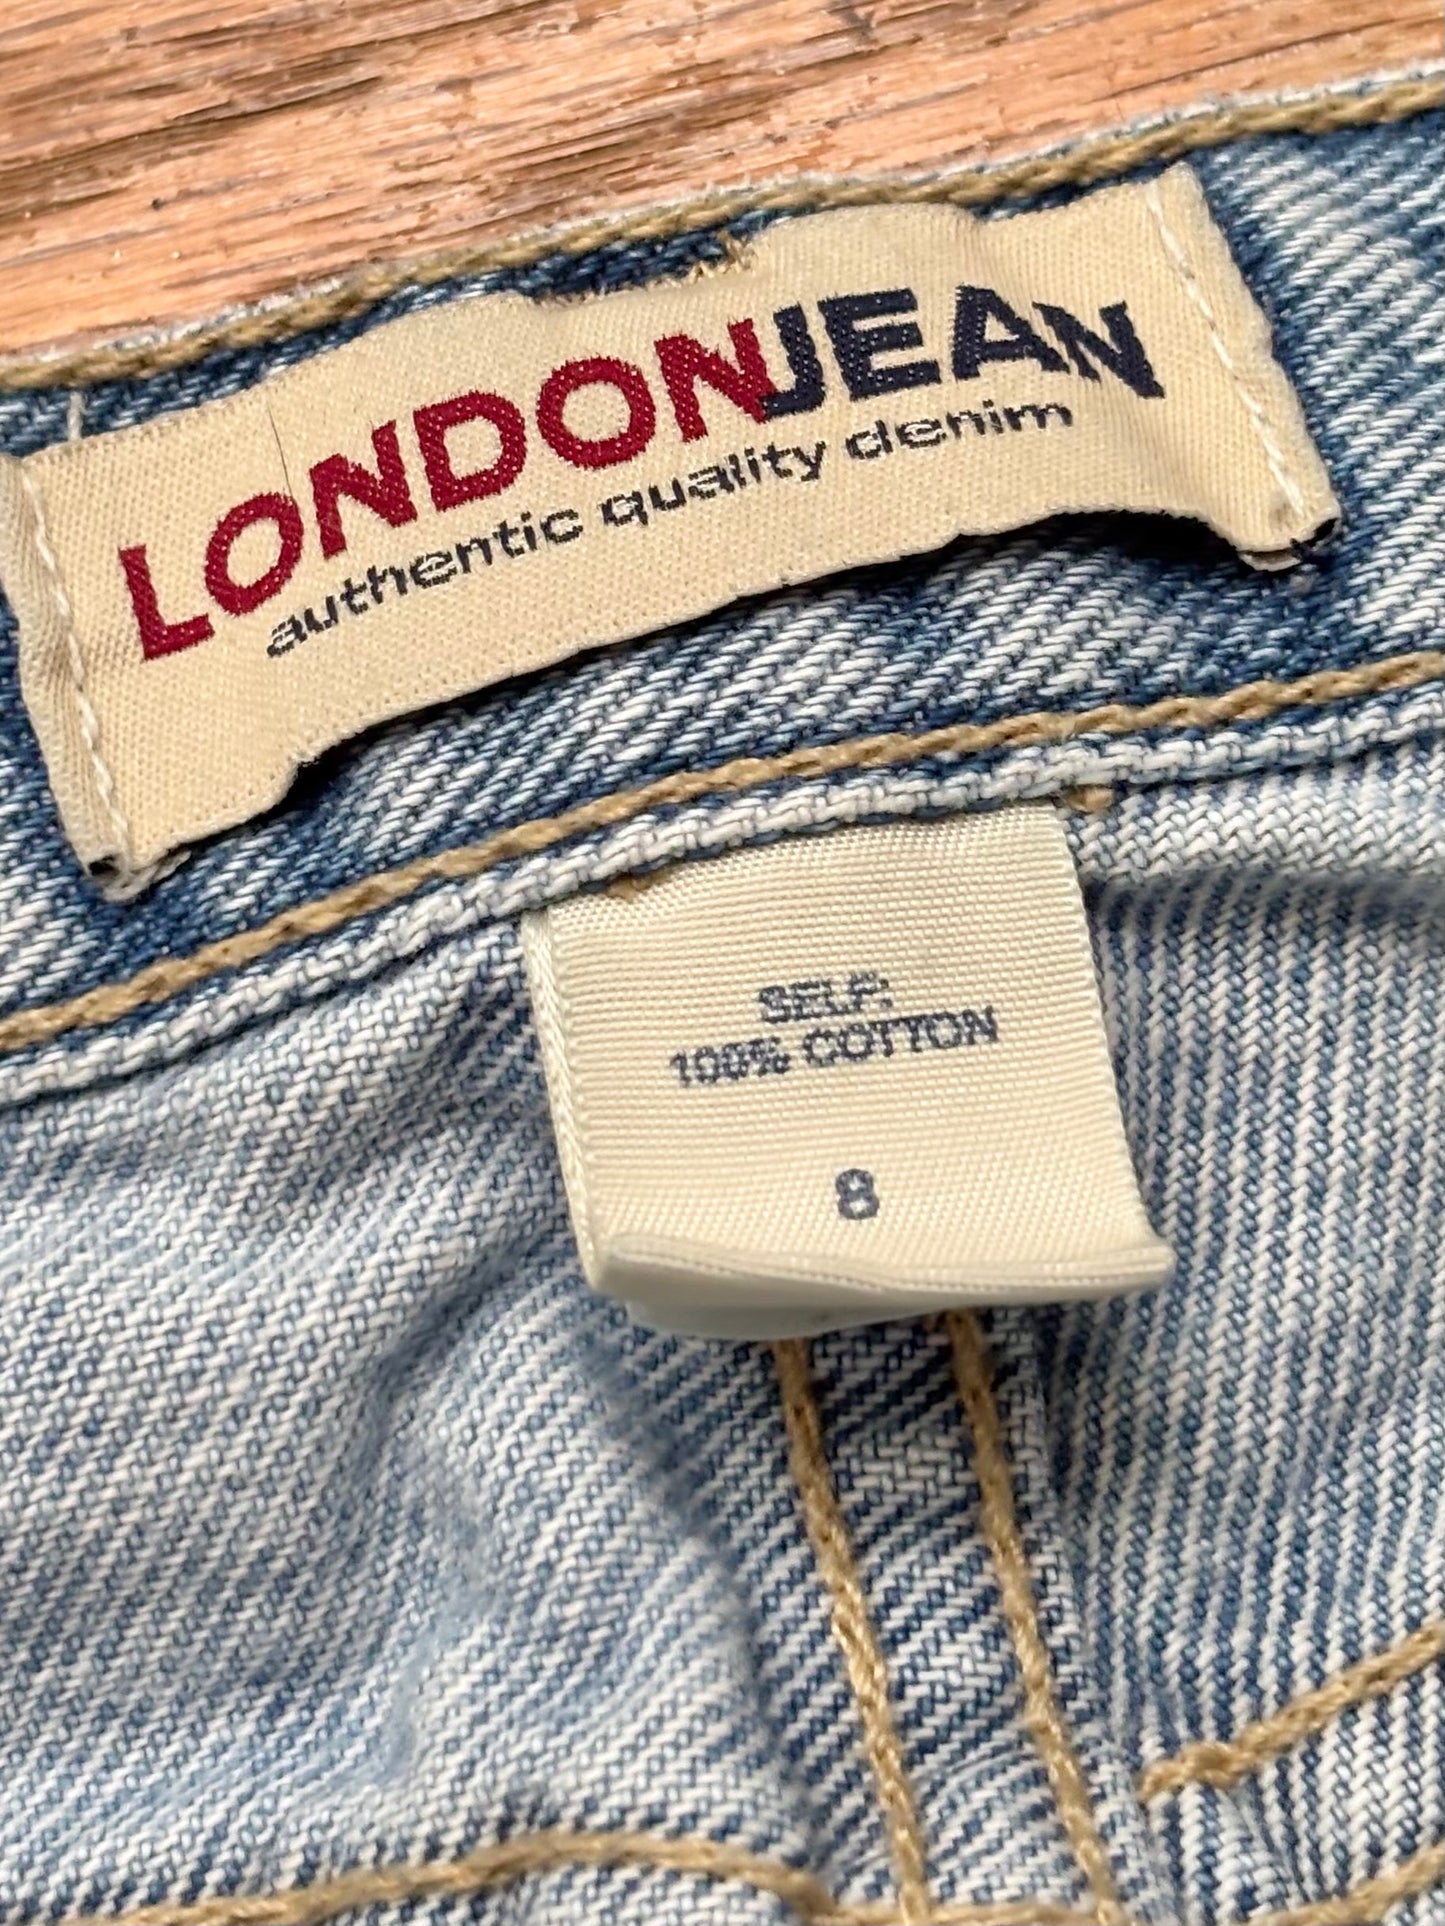 LONDONJEAN
authentic quality denim
SELF:
100% COTTON
8